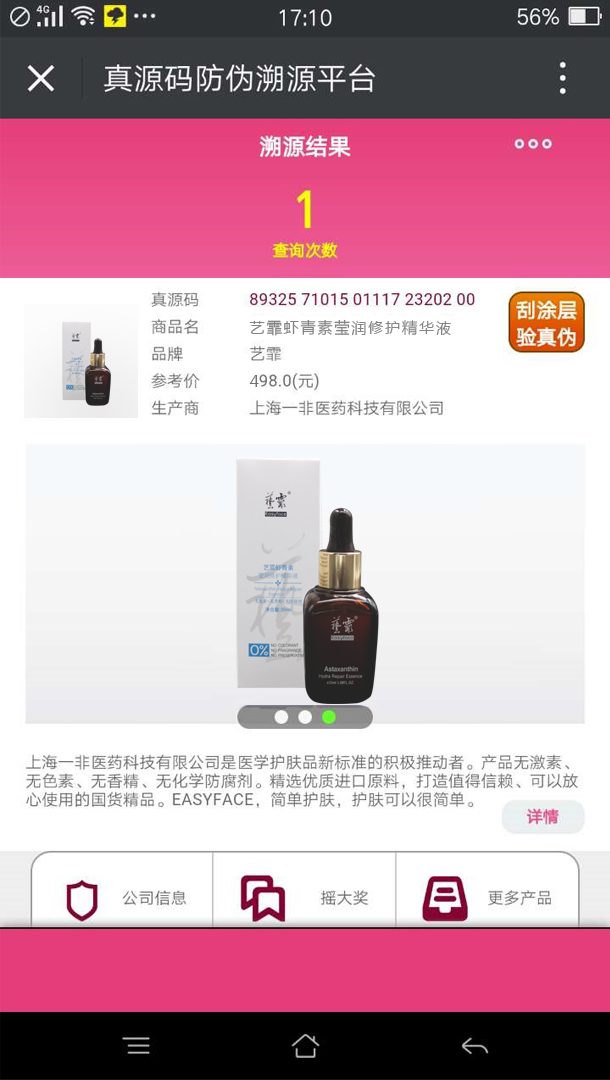 4G 17:10 56%
真源码防伪溯源平台
溯源结果
1
查询次数
真源码 89325 71015 01117 23202 00
商品名 艺霏虾青素莹润修护精华液
品牌 艺霏
参考价 498.0(元)
生产商 上海一非医药科技有限公司
刮涂层
验真伪
EasyFace
艺霏虾青素
0%
NO COLORANT
NO FRAGRANCE
EasyFace
Astaxanthin
Hydra Repair Essence
上海一非医药科技有限公司是医学护肤品新标准的积极推动者。产品无激素、
无色素、无香精、无化学防腐剂。精选优质进口原料，打造值得信赖、可以放
心使用的国货精品。EASYFACE，简单护肤，护肤可以很简单。
详情
公司信息
摇大奖
更多产品